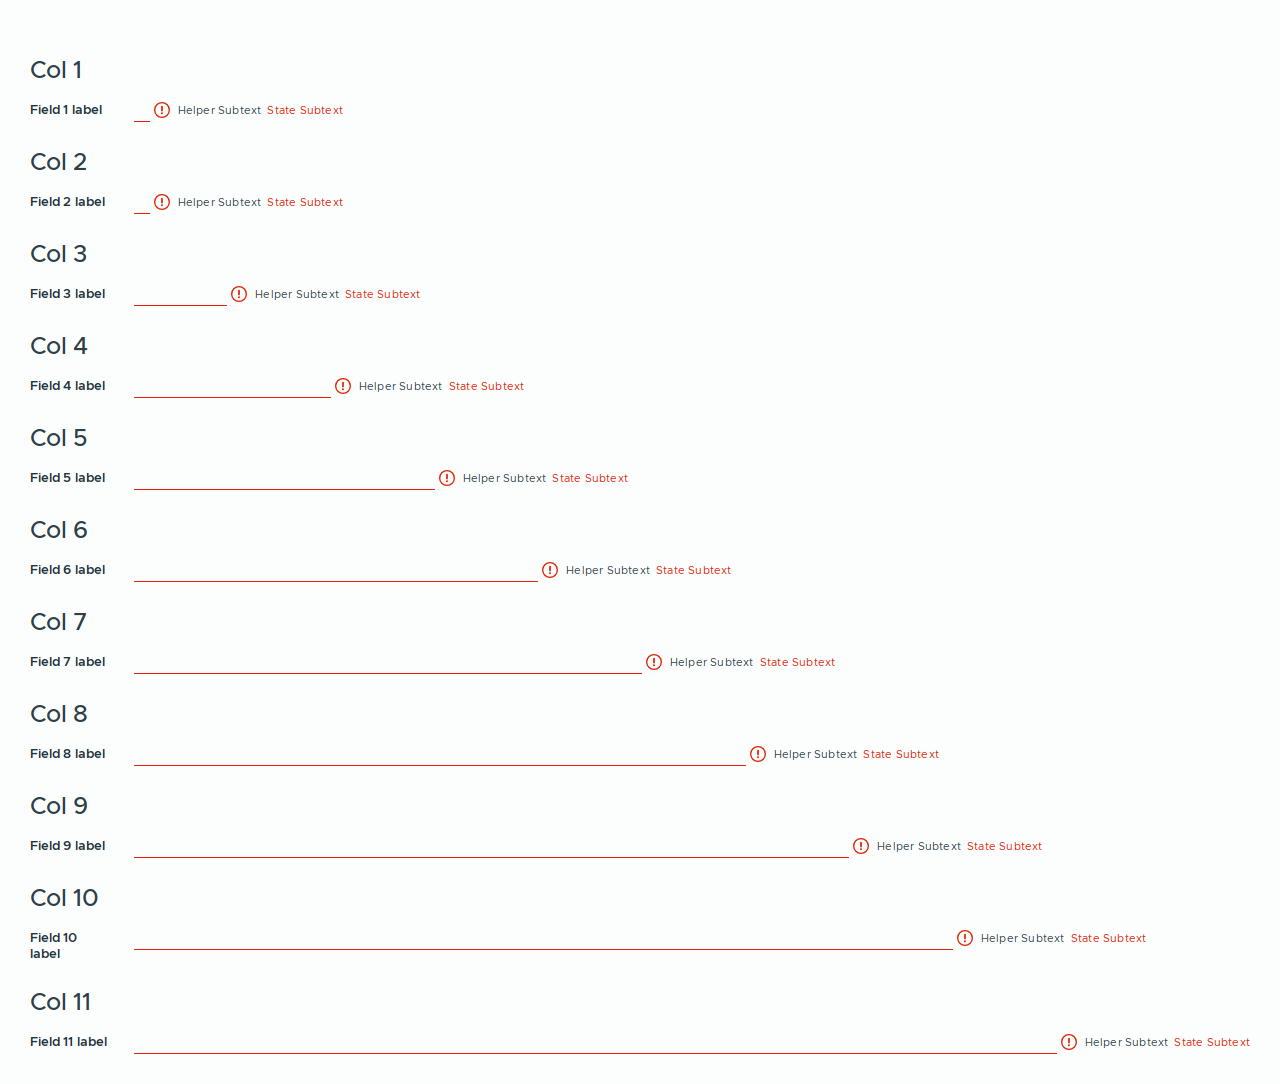 Col 1
Field 1 label Helper Subtext State Subtext
Col 2
Field 2 label Helper Subtext State Subtext
Col 3
Field 3 label Helper Subtext State Subtext
Col 4
Field 4 label Helper Subtext State Subtext
Col 5
Field 5 label Helper Subtext State Subtext
Col 6
Field 6 label Helper Subtext State Subtext
Col 7
Field 7 label Helper Subtext State Subtext
Col 8
Field 8 label Helper Subtext State Subtext
Col 9
Field 9 label Helper Subtext State Subtext
Col 10
Field 10 Helper Subtext State Subtext
label
Col 11
Field 11 label Helper Subtext State Subtext